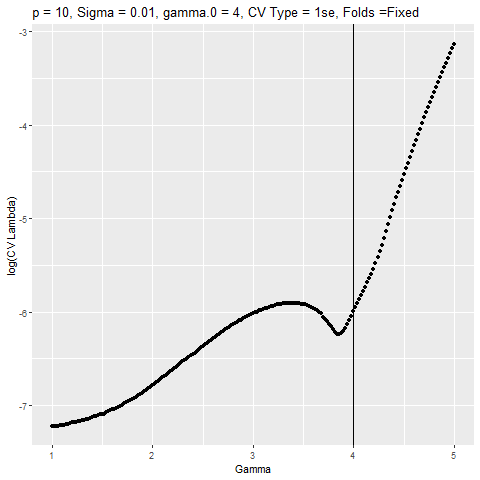 p = 10, Sigma = 0.01, gamma.0 = 4, CV Type = 1se, Folds =Fixed
-3
-4
-5
-6
-7
log(CV Lambda)
1 2 3 4 5
Gamma